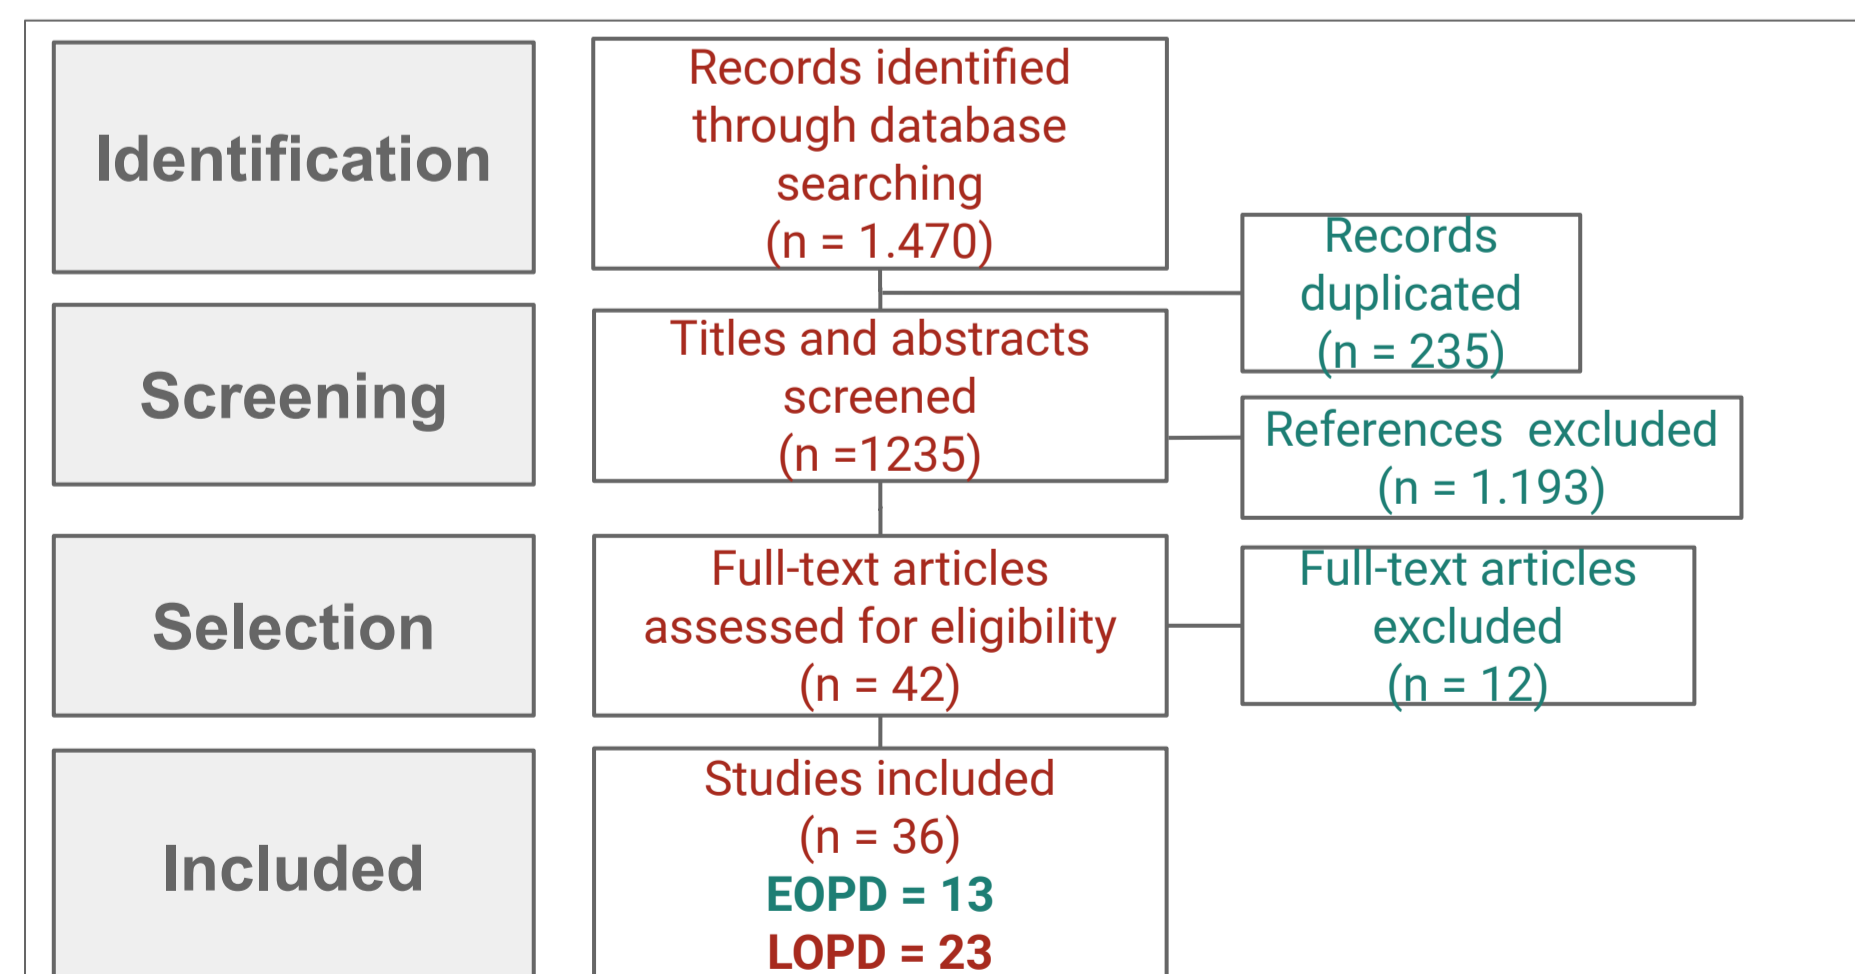 Identification
Records identified
through database
searching
(n = 1.470)
Records
duplicated
(n = 235)
Screening
Titles and abstracts
screened
(n =1235)
References  excluded
(n = 1.193)
Selection
Full-text articles
assessed for eligibility
(n = 42)
Full-text articles
excluded
(n = 12)
Included
Studies included
(n = 36)
EOPD = 13
LOPD = 23